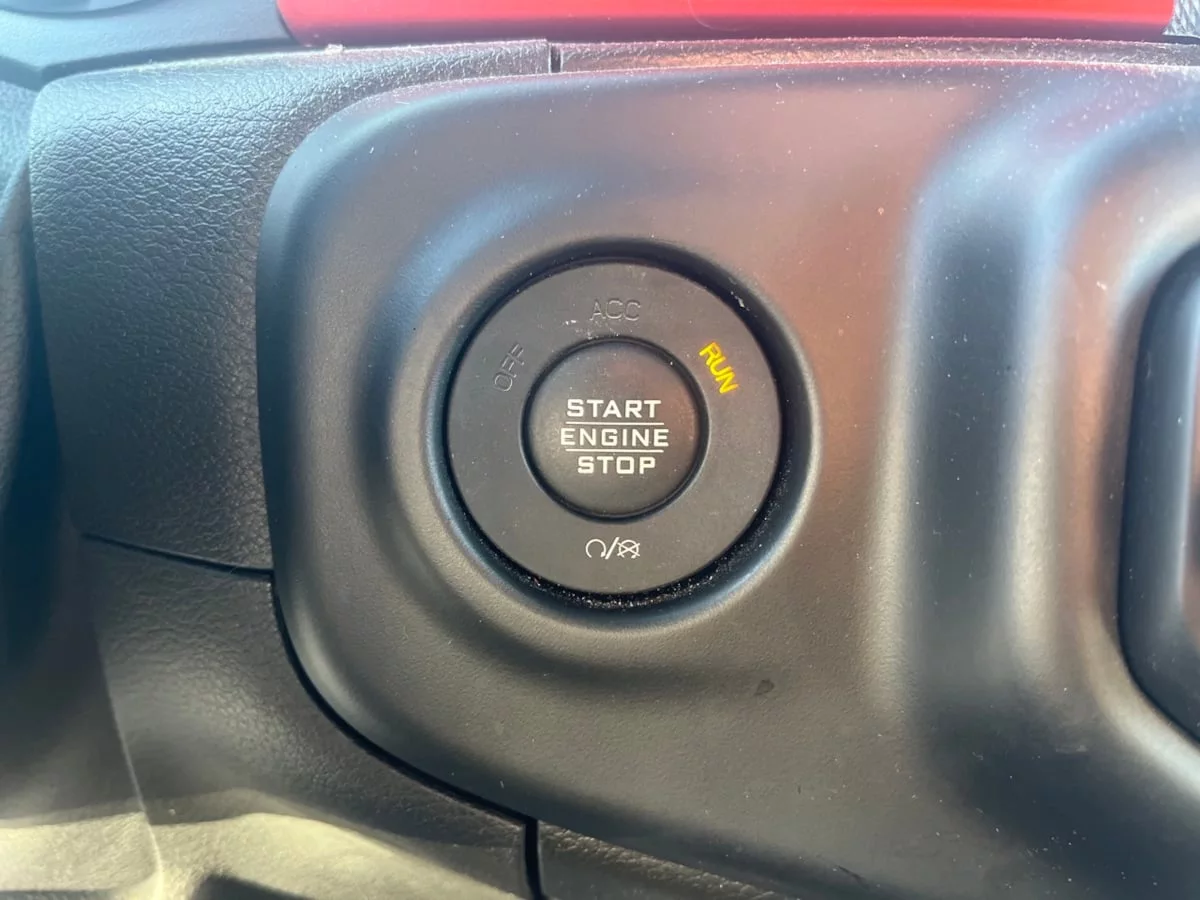 ACC
OFF
RUN
START
ENGINE
STOP